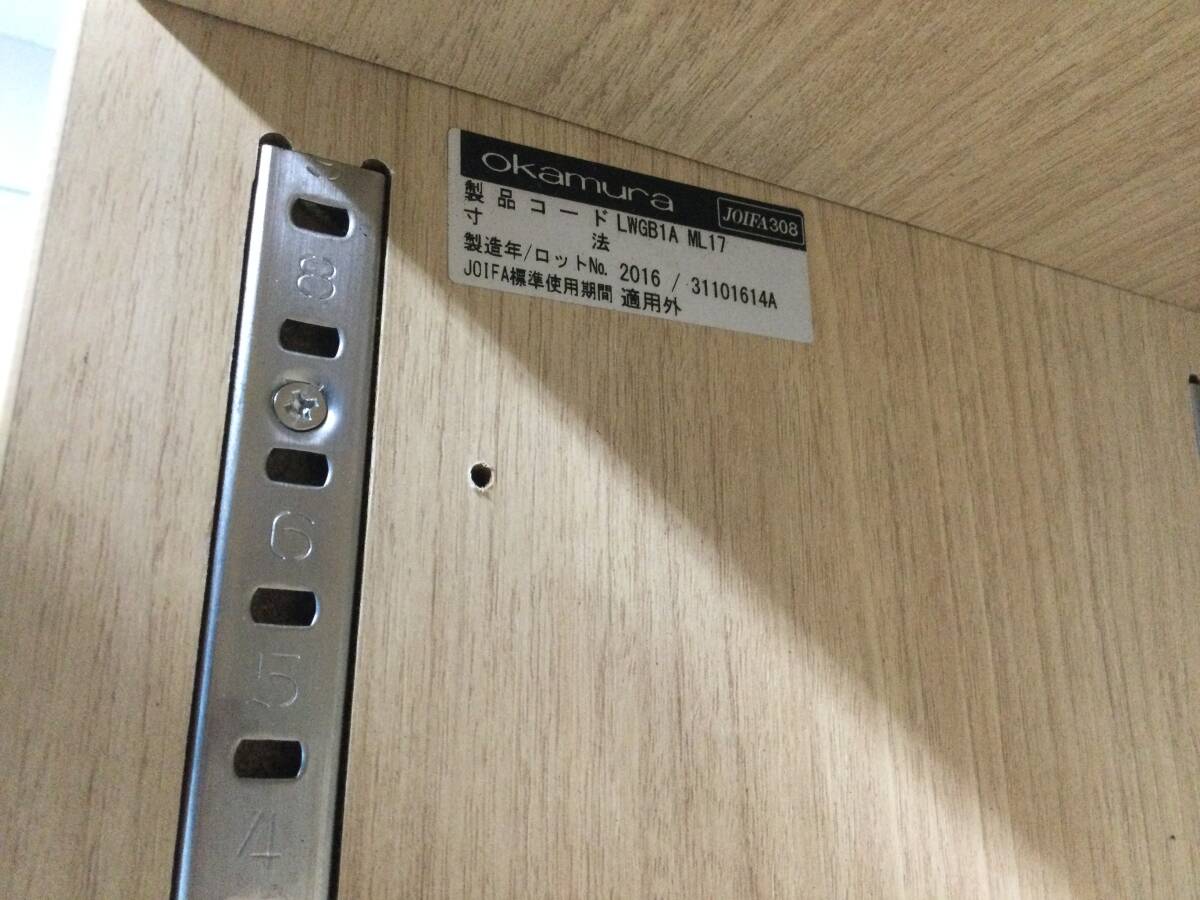 okamura
JOIFA308
製品コード LWGB1A ML17
寸法
製造年/ロットNo. 2016 / 31101614A
JOIFA標準使用期間 適用外
8
6
5
4